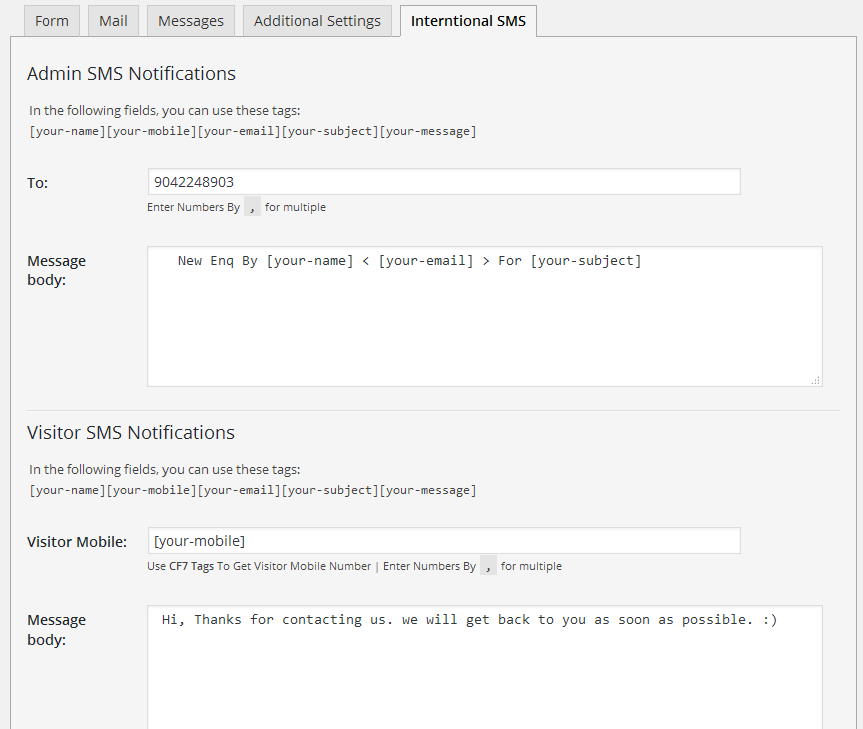 Form Mail Messages Additional Settings Interntional SMS
Admin SMS Notifications
In the following fields, you can use these tags:
[your-name][your-mobile][your-email][your-subject][your-message]
To: 9042248903
Enter Numbers By , for multiple
Message New Enq By [your-name] < [your-email] > For [your-subject]
body:
Visitor SMS Notifications
In the following fields, you can use these tags:
[your-name][your-mobile][your-email][your-subject][your-message]
Visitor Mobile: [your-mobile]
Use CF7 Tags To Get Visitor Mobile Number | Enter Numbers By , for multiple
Message Hi, Thanks for contacting us. we will get back to you as soon as possible. :)
body: